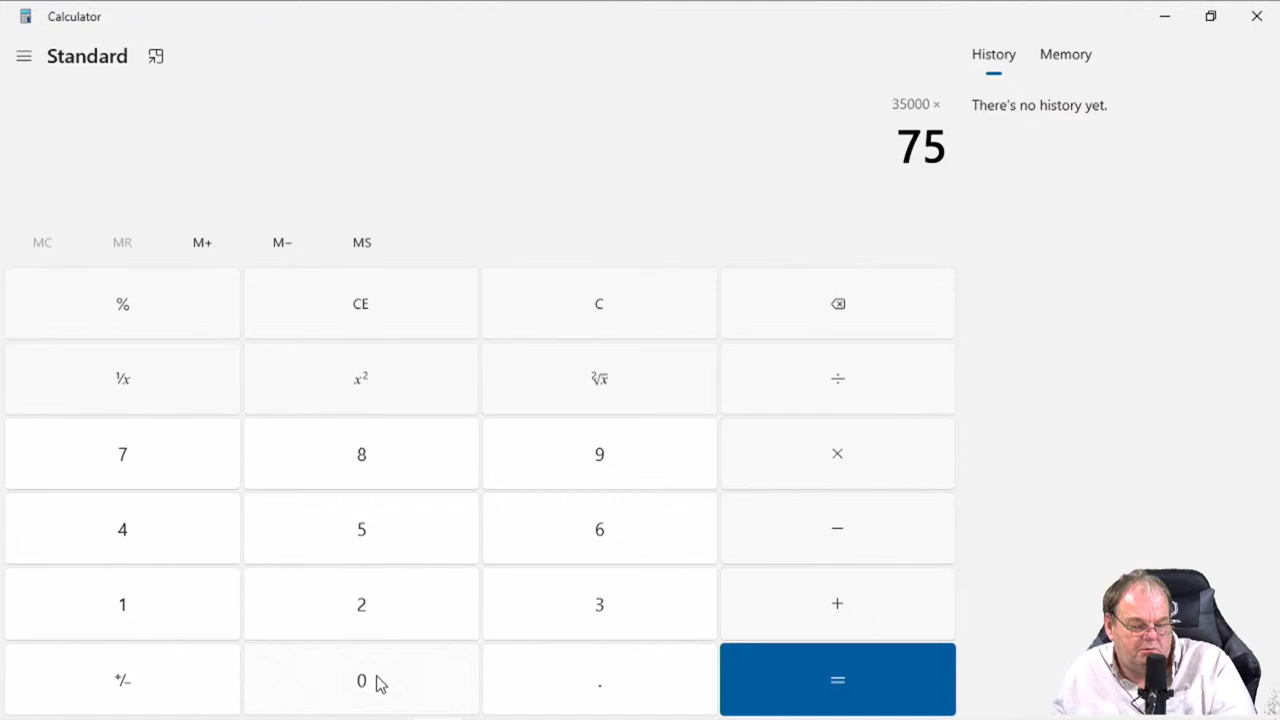 Calculator
Standard
History Memory
35000 ×
There's no history yet.
75
MC MR M+ M− MS
% CE C
¹/x x² ²√x ÷
7 8 9 ×
4 5 6 −
1 2 3 +
+/− 0 . =